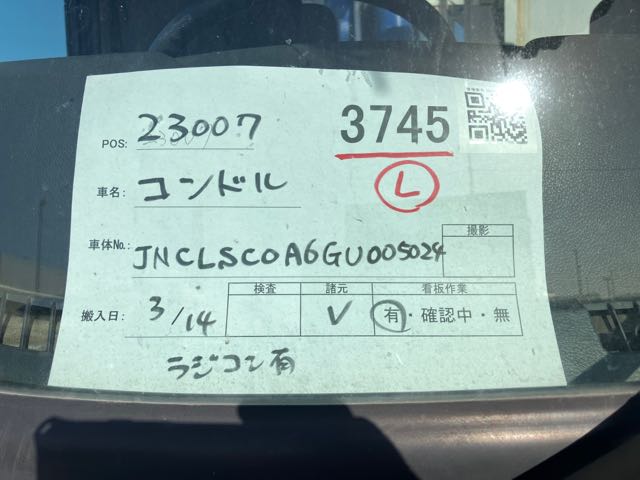 POS: 23007
3745
車名: コンドル
L
車体No.: JNCLSC0A6GU005024
撮影
検査 諸元 看板作業
搬入日: 3/14 V 有・確認中・無
ラジコン有